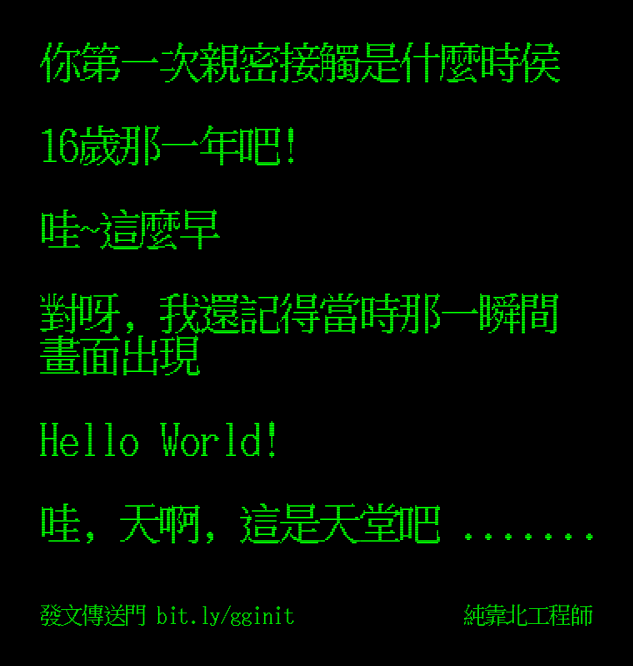 你第一次親密接觸是什麼時侯
16歲那一年吧!
哇~這麼早
對呀, 我還記得當時那一瞬間
畫面出現
Hello World!
哇, 天啊, 這是天堂吧 .......
發文傳送門 bit.ly/gginit
純靠北工程師